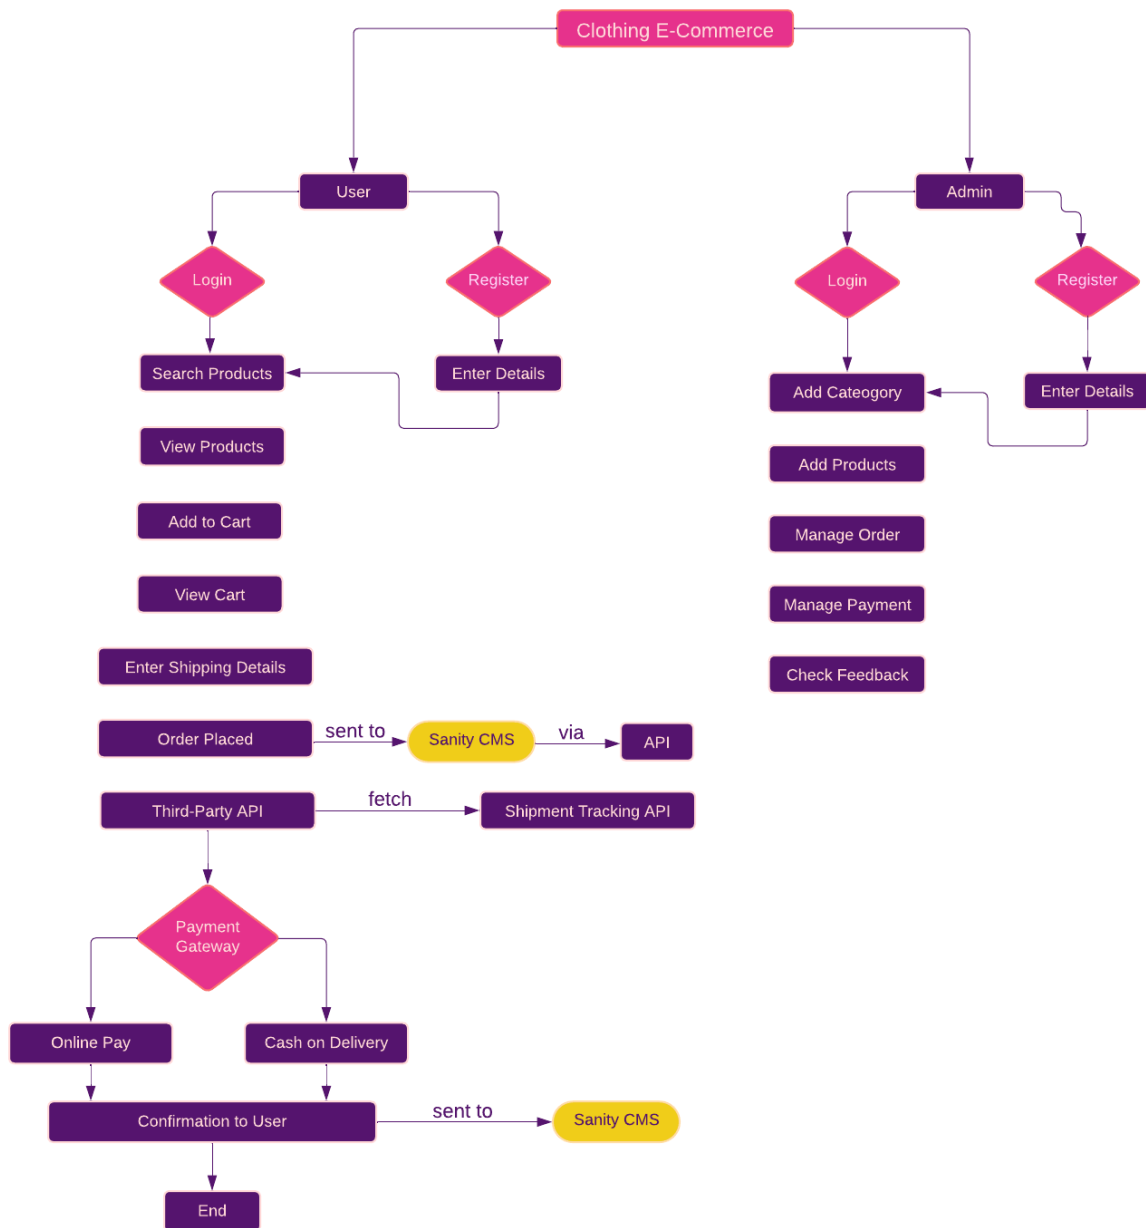 Clothing E-Commerce
User
Admin
Login
Register
Login
Register
Search Products
Enter Details
Add Cateogory
Enter Details
View Products
Add Products
Add to Cart
Manage Order
View Cart
Manage Payment
Enter Shipping Details
Check Feedback
Order Placed
sent to
Sanity CMS
via
API
Third-Party API
fetch
Shipment Tracking API
Payment
Gateway
Online Pay
Cash on Delivery
Confirmation to User
sent to
Sanity CMS
End